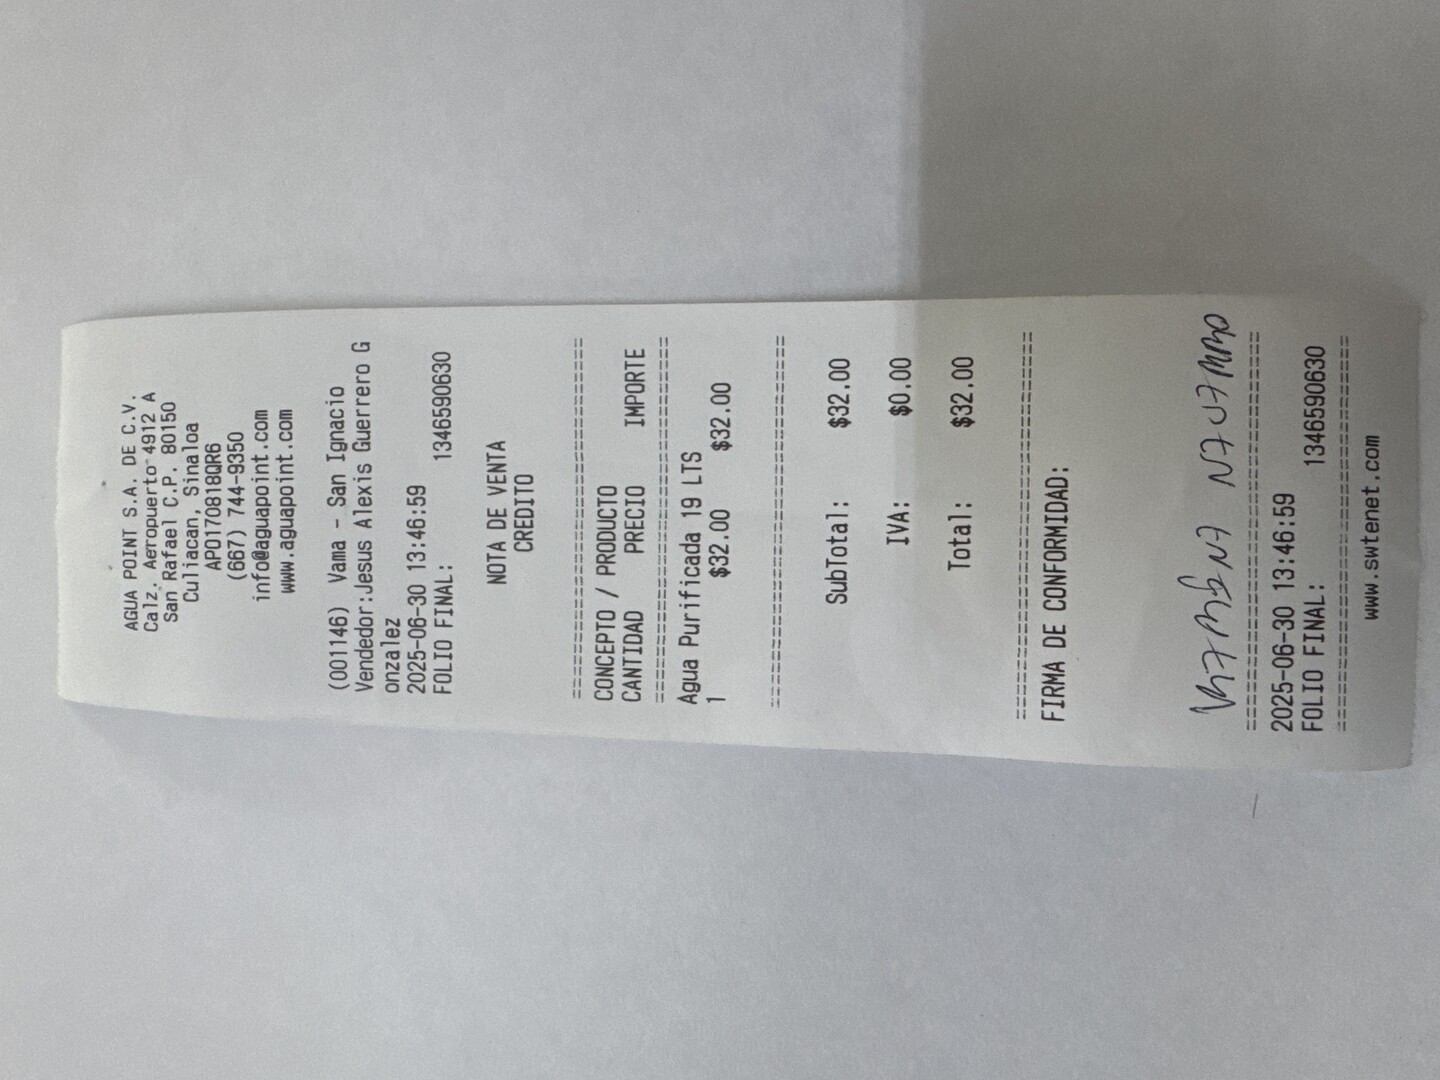 AGUA POINT S.A. DE C.V.
Calz. Aeropuerto 4912 A
San Rafael C.P. 80150
Culiacan, Sinaloa
APO170818QR6
(667) 744-9350
info@aguapoint.com
www.aguapoint.com
(001146) Vama - San Ignacio
Vendedor:Jesus Alexis Guerrero G
onzalez
2025-06-30 13:46:59
FOLIO FINAL: 1346590630
NOTA DE VENTA
CREDITO
================================
CONCEPTO / PRODUCTO
CANTIDAD PRECIO IMPORTE
================================
Agua Purificada 19 LTS
1 $32.00 $32.00
================================
SubTotal: $32.00
IVA: $0.00
Total: $32.00
================================
FIRMA DE CONFORMIDAD:
================================
2025-06-30 13:46:59
FOLIO FINAL: 1346590630
================================
www.swtenet.com